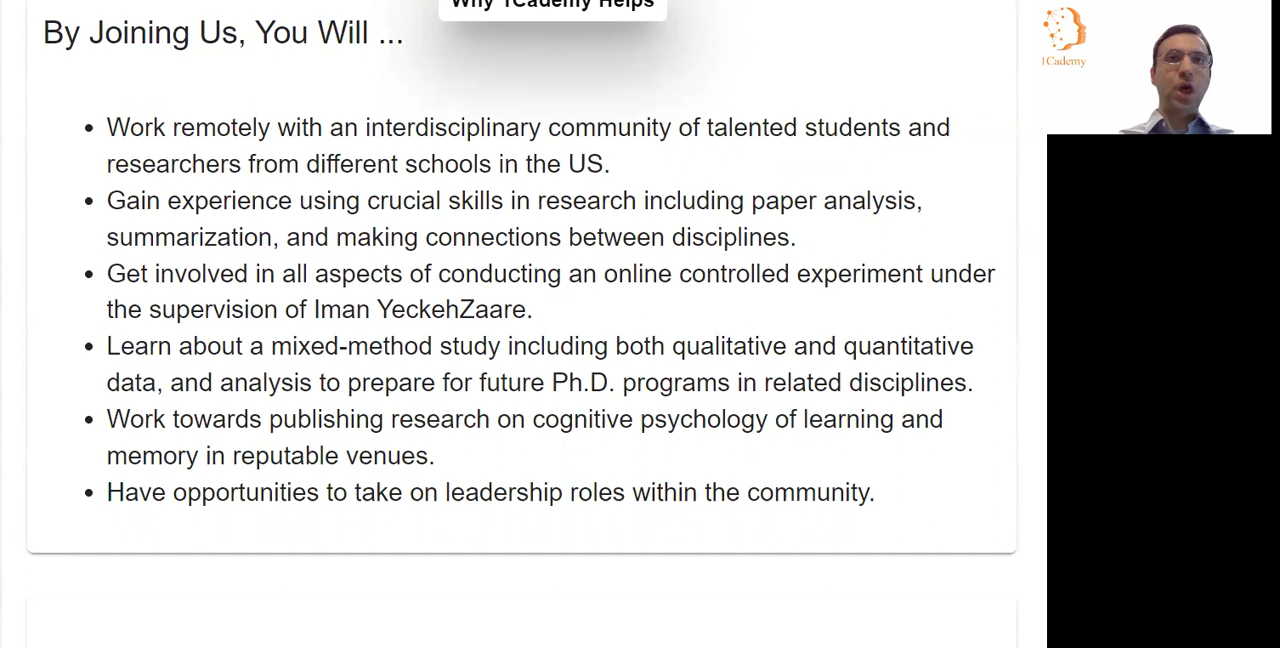 Why 1Cademy Helps
By Joining Us, You Will ...
1Cademy
• Work remotely with an interdisciplinary community of talented students and
researchers from different schools in the US.
• Gain experience using crucial skills in research including paper analysis,
summarization, and making connections between disciplines.
• Get involved in all aspects of conducting an online controlled experiment under
the supervision of Iman YeckehZaare.
• Learn about a mixed-method study including both qualitative and quantitative
data, and analysis to prepare for future Ph.D. programs in related disciplines.
• Work towards publishing research on cognitive psychology of learning and
memory in reputable venues.
• Have opportunities to take on leadership roles within the community.